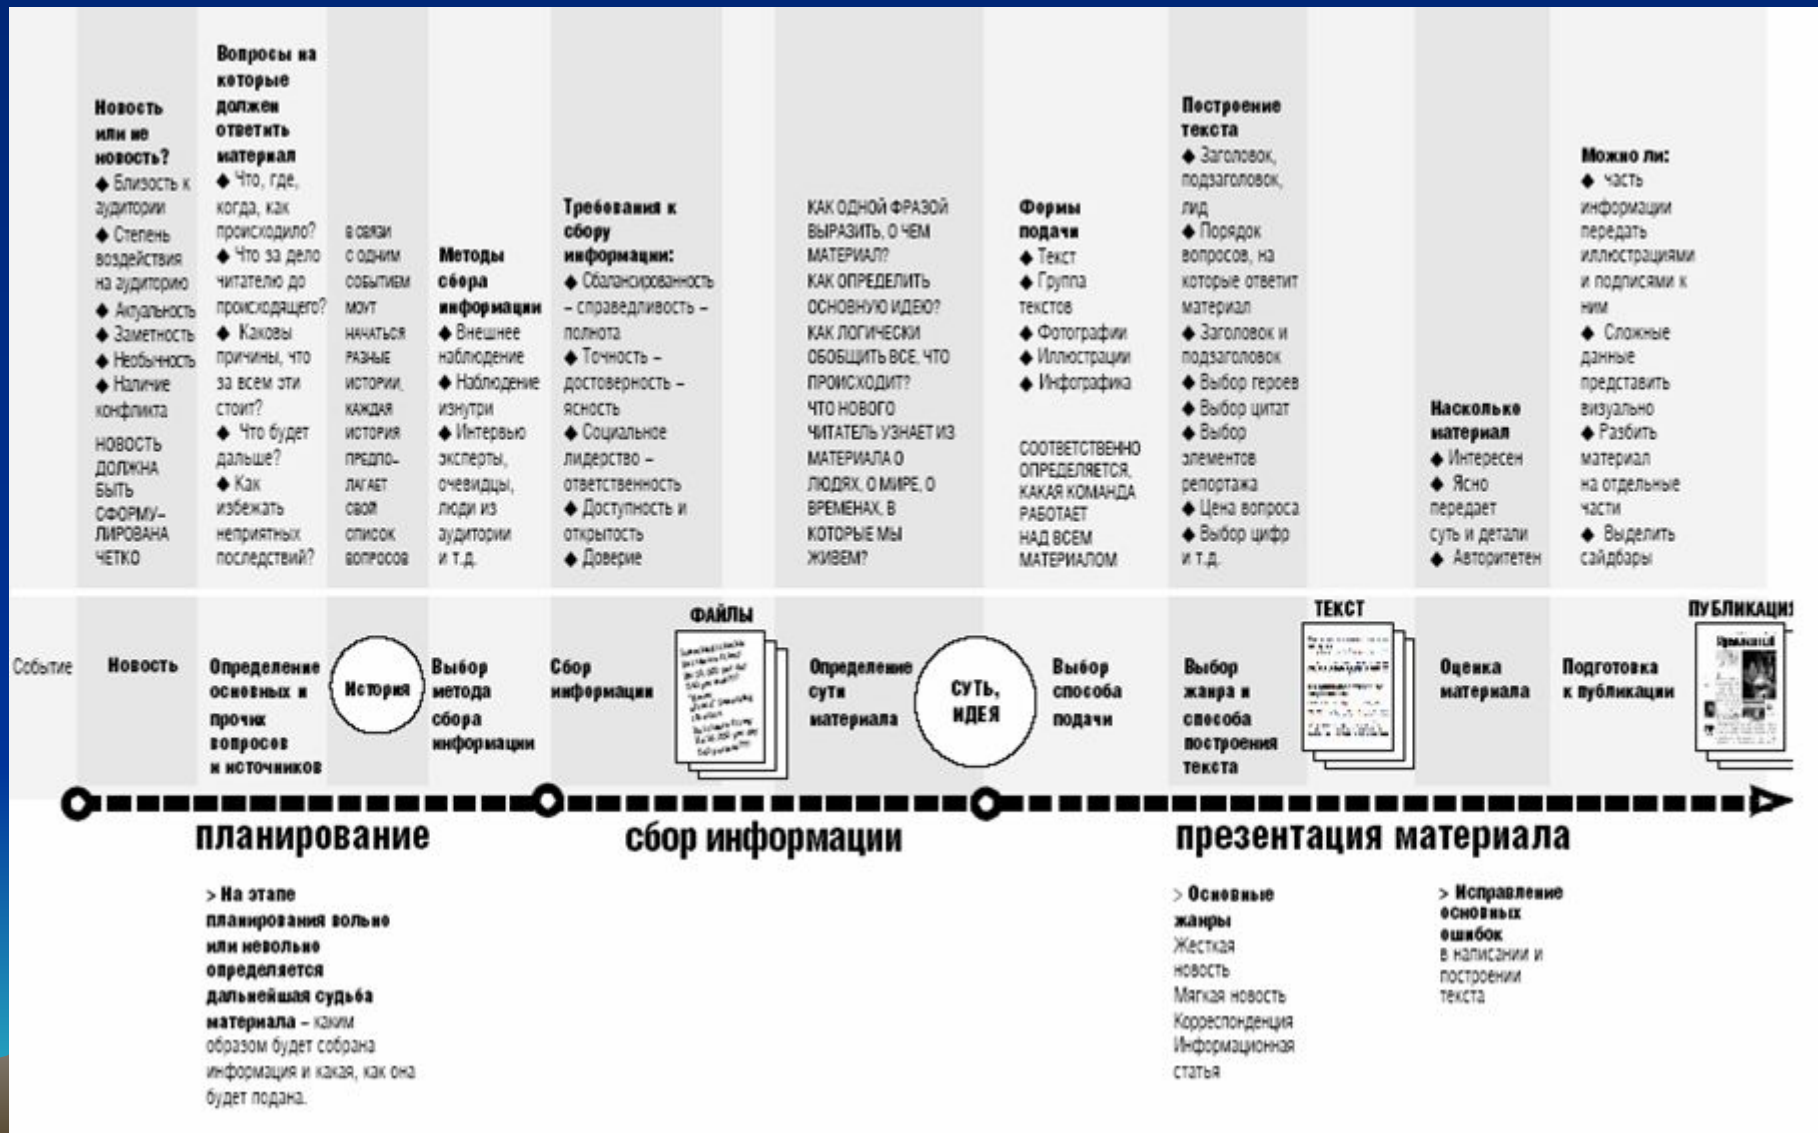 Новость
или не
новость?
◆ Близость к
аудитории
◆ Степень
воздействия
на аудиторию
◆ Актуальность
◆ Заметность
◆ Необычность
◆ Наличие
конфликта
НОВОСТЬ
ДОЛЖНА
БЫТЬ
СФОРМУ–
ЛИРОВАНА
ЧЕТКО
Вопросы на
которые
должен
ответить
материал
◆ Что, где,
когда, как
происходило?
◆ Что за дело
читателю до
происходящего?
◆ Каковы
причины, что
за всем эти
стоит?
◆ Что будет
дальше?
◆ Как
избежать
неприятных
последствий?
В СВЯЗИ
С ОДНИМ
СОБЫТИЕМ
МОУТ
НАЧАТЬСЯ
РАЗНЫЕ
ИСТОРИИ,
КАЖДАЯ
ИСТОРИЯ
ПРЕДПО–
ЛАГАЕТ
СВОЙ
СПИСОК
ВОПРОСОВ
Методы
сбора
информации
◆ Внешнее
наблюдение
◆ Наблюдение
изнутри
◆ Интервью
эксперты,
очевидцы,
люди из
аудитории
и т.д.
Требования к
сбору
информации:
◆ Сбалансированность
– справедливость –
полнота
◆ Точность –
достоверность –
ясность
◆ Социальное
лидерство –
ответственность
◆ Доступность и
открытость
◆ Доверие
КАК ОДНОЙ ФРАЗОЙ
ВЫРАЗИТЬ, О ЧЕМ
МАТЕРИАЛ?
КАК ОПРЕДЕЛИТЬ
ОСНОВНУЮ ИДЕЮ?
КАК ЛОГИЧЕСКИ
ОБОБЩИТЬ ВСЕ, ЧТО
ПРОИСХОДИТ?
ЧТО НОВОГО
ЧИТАТЕЛЬ УЗНАЕТ ИЗ
МАТЕРИАЛА О
ЛЮДЯХ, О МИРЕ, О
ВРЕМЕНАХ, В
КОТОРЫЕ МЫ
ЖИВЕМ?
Формы
подачи
◆ Текст
◆ Группа
текстов
◆ Фотографии
◆ Иллюстрации
◆ Инфографика
СООТВЕТСТВЕННО
ОПРЕДЕЛЯЕТСЯ,
КАКАЯ КОМАНДА
РАБОТАЕТ
НАД ВСЕМ
МАТЕРИАЛОМ
Построение
текста
◆ Заголовок,
подзаголовок,
лид
◆ Порядок
вопросов, на
которые ответит
материал
◆ Заголовок и
подзаголовок
◆ Выбор героев
◆ Выбор цитат
◆ Выбор
элементов
репортажа
◆ Цена вопроса
◆ Выбор цифр
и т.д.
Насколько
материал
◆ Интересен
◆ Ясно
передает
суть и детали
◆ Авторитетен
Можно ли:
◆ часть
информации
передать
иллюстрациями
и подписями к
ним
◆ Сложные
данные
представить
визуально
◆ Разбить
материал
на отдельные
части
◆ Выделить
сайдбары
Событие
Новость
Определение
основных и
прочих
вопросов
и источников
История
Выбор
метода
сбора
информации
Сбор
информации
ФАЙЛЫ
Определение
сути
материала
СУТЬ,
ИДЕЯ
Выбор
способа
подачи
Выбор
жанра и
способа
построения
текста
ТЕКСТ
Оценка
материала
Подготовка
к публикации
ПУБЛИКАЦИЯ
планирование
сбор информации
презентация материала
> На этапе
планирования вольно
или невольно
определяется
дальнейшая судьба
материала – каким
образом будет собрана
информация и какая, как она
будет подана.
> Основные
жанры
Жесткая
новость
Мягкая новость
Корреспонденция
Информационная
статья
> Исправление
основных
ошибок
в написании и
построении
текста